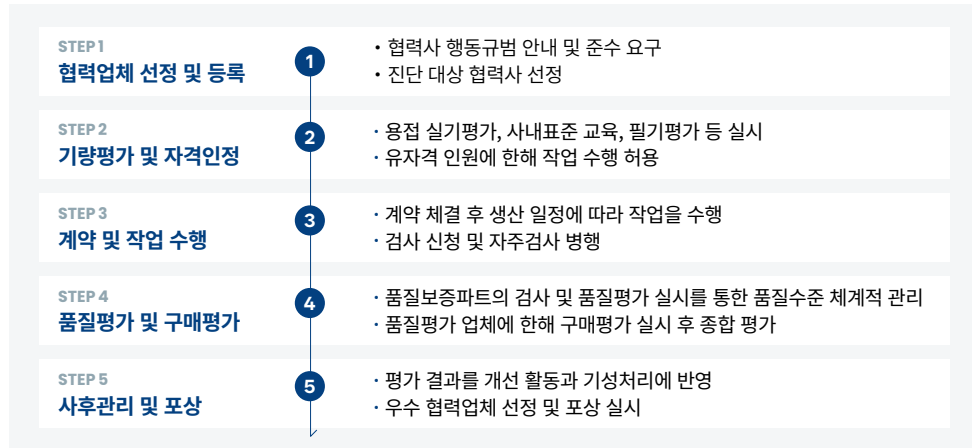 STEP 1
협력업체 선정 및 등록
1
• 협력사 행동규범 안내 및 준수 요구
• 진단 대상 협력사 선정
STEP 2
기량평가 및 자격인정
2
· 용접 실기평가, 사내표준 교육, 필기평가 등 실시
· 유자격 인원에 한해 작업 수행 허용
STEP 3
계약 및 작업 수행
3
· 계약 체결 후 생산 일정에 따라 작업을 수행
· 검사 신청 및 자주검사 병행
STEP 4
품질평가 및 구매평가
4
· 품질보증파트의 검사 및 품질평가 실시를 통한 품질수준 체계적 관리
· 품질평가 업체에 한해 구매평가 실시 후 종합 평가
STEP 5
사후관리 및 포상
5
· 평가 결과를 개선 활동과 기성처리에 반영
· 우수 협력업체 선정 및 포상 실시